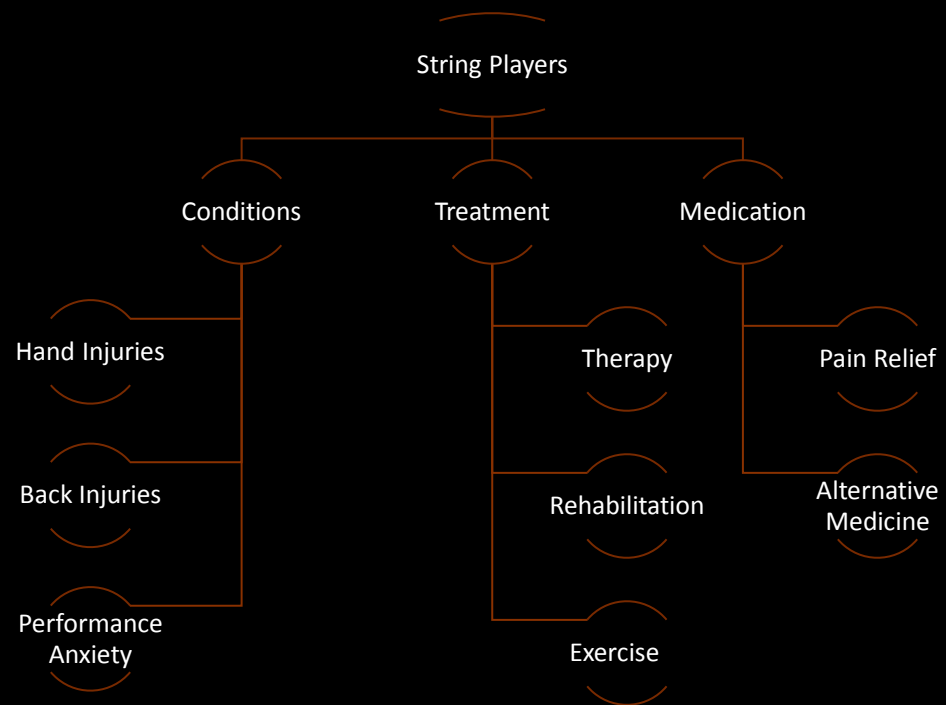 String Players
Conditions
Treatment
Medication
Hand Injuries
Back Injuries
Performance
Anxiety
Therapy
Rehabilitation
Exercise
Pain Relief
Alternative
Medicine